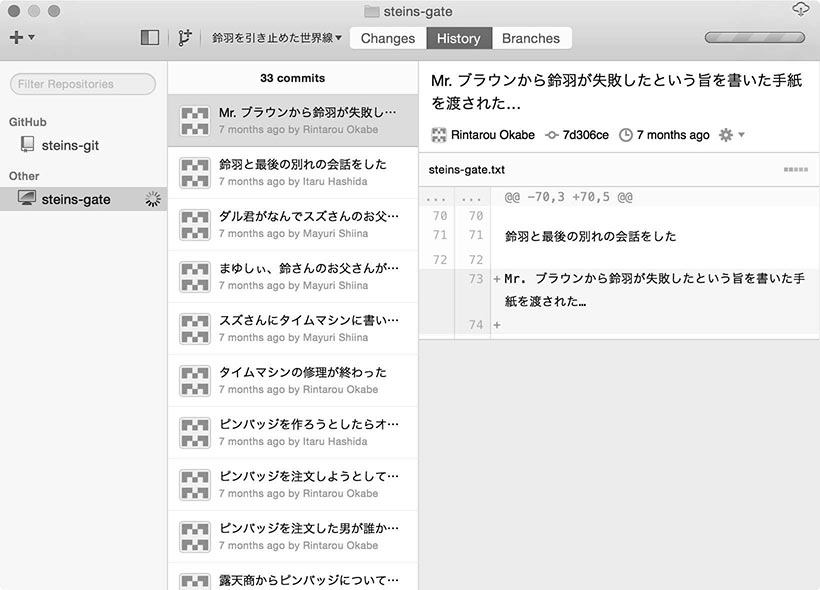 steins-gate
鈴羽を引き止めた世界線
Changes
History
Branches
Filter Repositories
GitHub
steins-git
Other
steins-gate
33 commits
Mr. ブラウンから鈴羽が失敗し…
7 months ago by Rintarou Okabe
鈴羽と最後の別れの会話をした
7 months ago by Itaru Hashida
ダル君がなんでスズさんのお父…
7 months ago by Mayuri Shiina
まゆしぃ、鈴さんのお父さんが…
7 months ago by Mayuri Shiina
スズさんにタイムマシンに書い…
7 months ago by Mayuri Shiina
タイムマシンの修理が終わった
7 months ago by Rintarou Okabe
ピンバッジを作ろうとしたらオ…
7 months ago by Itaru Hashida
ピンバッジを注文しようとして…
7 months ago by Rintarou Okabe
ピンバッジを注文した男が誰か…
7 months ago by Rintarou Okabe
露天商からピンバッジについて…
Mr. ブラウンから鈴羽が失敗したという旨を書いた手紙
を渡された…
Rintarou Okabe
7d306ce
7 months ago
steins-gate.txt
... ... @@ -70,3 +70,5 @@
70 70
71 71 鈴羽と最後の別れの会話をした
72 72
73 +Mr. ブラウンから鈴羽が失敗したという旨を書いた手
紙を渡された…
74 +